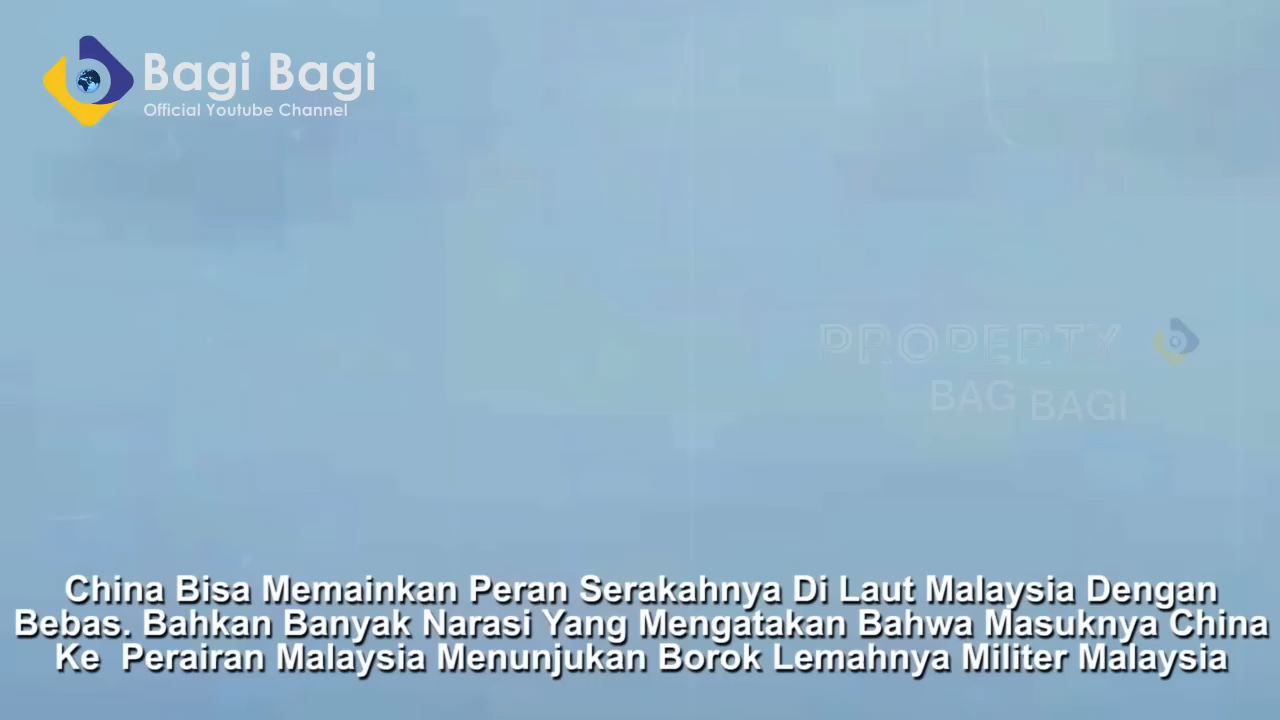 Bagi Bagi
Official Youtube Channel
PROPERTY
BAG BAGI
China Bisa Memainkan Peran Serakahnya Di Laut Malaysia Dengan
Bebas. Bahkan Banyak Narasi Yang Mengatakan Bahwa Masuknya China
Ke  Perairan Malaysia Menunjukan Borok Lemahnya Militer Malaysia